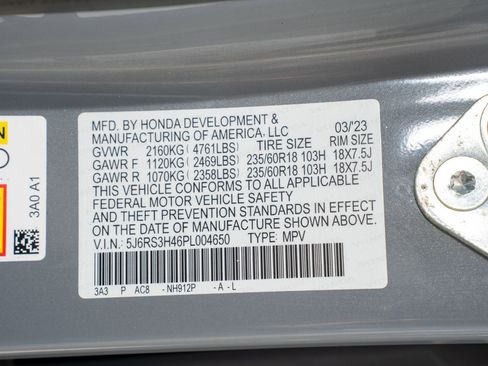 MFD. BY HONDA DEVELOPMENT &
MANUFACTURING OF AMERICA, LLC 03/'23
GVWR 2160KG (4761LBS) TIRE SIZE RIM SIZE
GAWR F 1120KG (2469LBS) 235/60R18 103H 18X7.5J
GAWR R 1070KG (2358LBS) 235/60R18 103H 18X7.5J
THIS VEHICLE CONFORMS TO ALL APPLICABLE
FEDERAL MOTOR VEHICLE SAFETY
AND THEFT PREVENTION STANDARDS IN EFFECT
ON THE DATE OF MANUFACTURE SHOWN ABOVE.
V.I.N.: 5J6RS3H46PL004650 TYPE: MPV
3A3 P AC8 - NH912P - A - L
3A0 A1